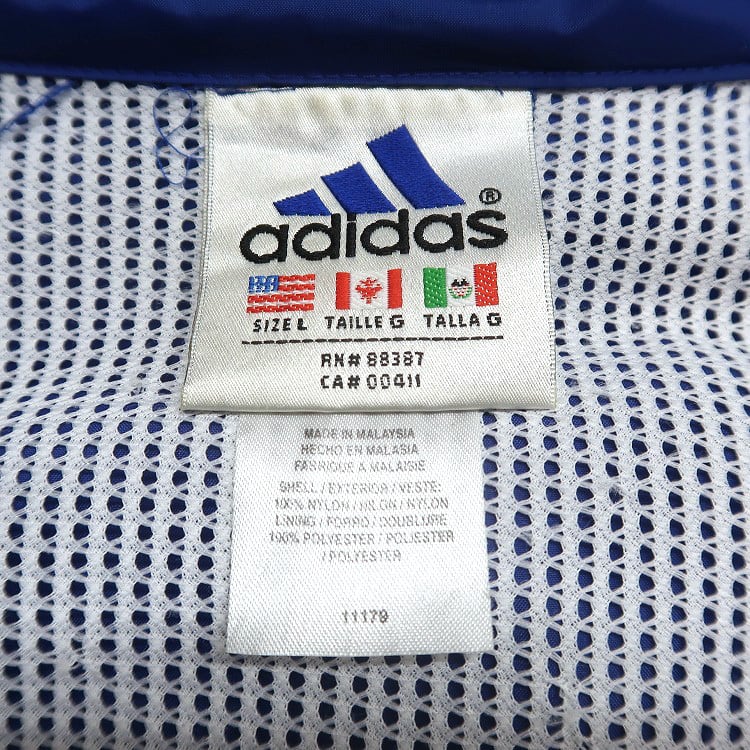 adidas®
SIZE L TAILLE G TALLA G
RN# 88387
CA# 00411
MADE IN MALAYSIA
HECHO EN MALASIA
FABRIQUE A MALAISIE
SHELL / EXTERIOR / VESTE:
100% NYLON / NILON / NYLON
LINING / FORRO / DOUBLURE
100% POLYESTER / POLIESTER
/ POLYESTER
11179